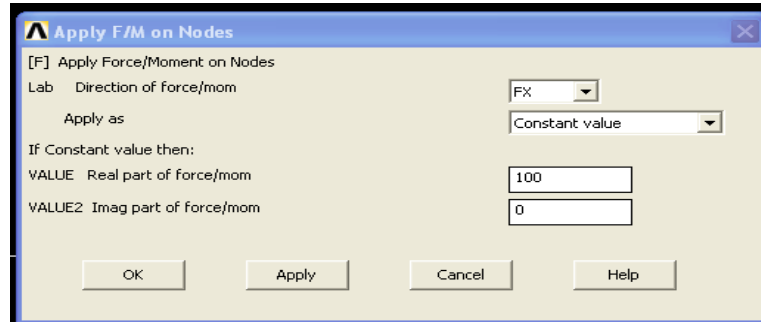 Apply F/M on Nodes
[F] Apply Force/Moment on Nodes
Lab Direction of force/mom FX
Apply as Constant value
If Constant value then:
VALUE Real part of force/mom 100
VALUE2 Imag part of force/mom 0
OK Apply Cancel Help